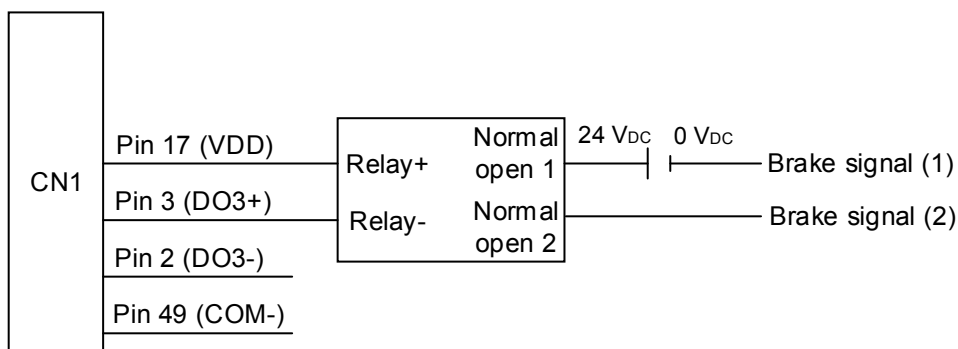 CN1
Pin 17 (VDD)
Pin 3 (DO3+)
Pin 2 (DO3-)
Pin 49 (COM-)
Relay+
Relay-
Normal
open 1
Normal
open 2
24 VDC
0 VDC
Brake signal (1)
Brake signal (2)